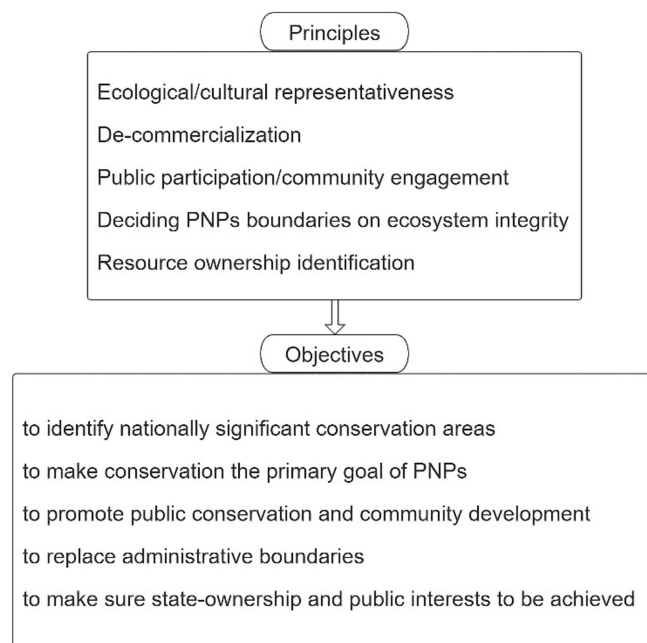 Principles
Ecological/cultural representativeness
De-commercialization
Public participation/community engagement
Deciding PNPs boundaries on ecosystem integrity
Resource ownership identification
Objectives
to identify nationally significant conservation areas
to make conservation the primary goal of PNPs
to promote public conservation and community development
to replace administrative boundaries
to make sure state-ownership and public interests to be achieved